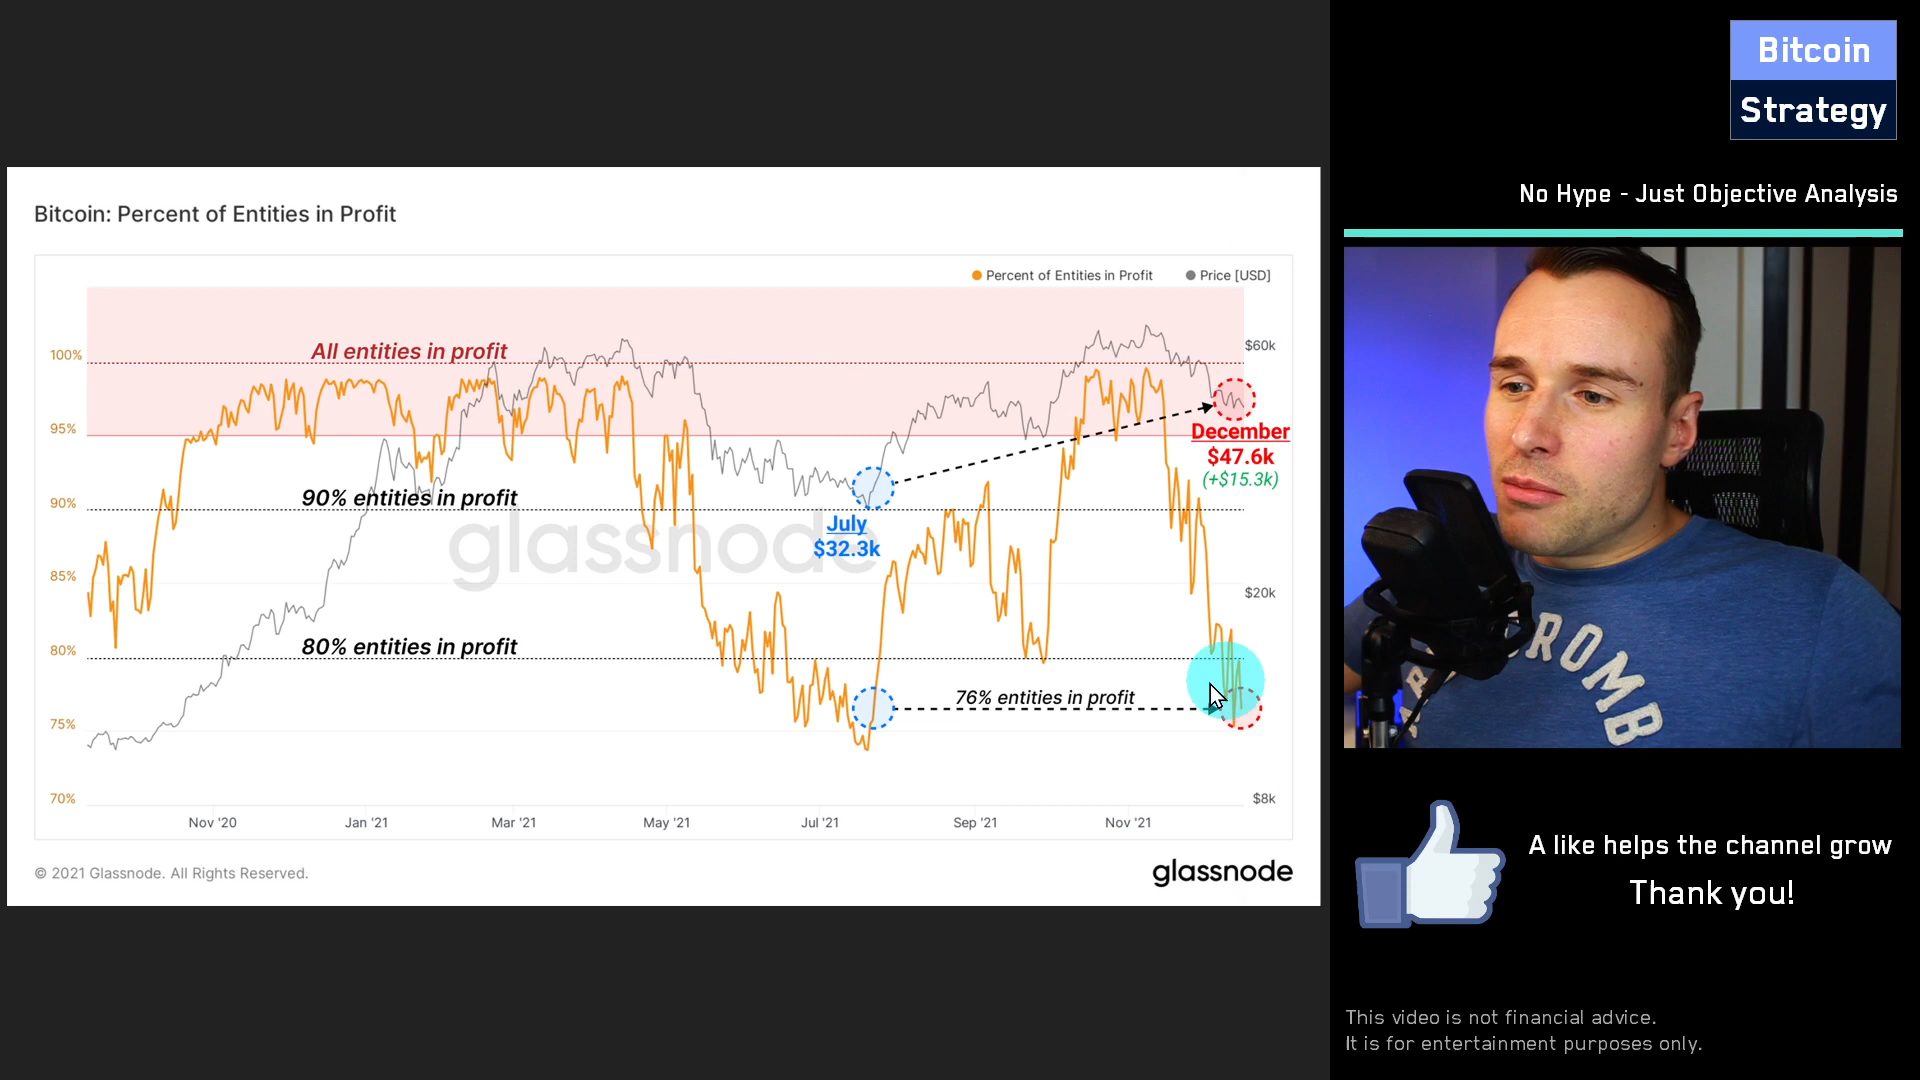 Bitcoin
Strategy
No Hype - Just Objective Analysis
Bitcoin: Percent of Entities in Profit
Percent of Entities in Profit
Price [USD]
All entities in profit
100%
$60k
95%
December
$47.6k
(+$15.3k)
90% entities in profit
90%
glassnode
July
$32.3k
85%
$20k
80% entities in profit
80%
76% entities in profit
75%
70%
$8k
Nov '20
Jan '21
Mar '21
May '21
Jul '21
Sep '21
Nov '21
© 2021 Glassnode. All Rights Reserved.
glassnode
A like helps the channel grow
Thank you!
This video is not financial advice.
It is for entertainment purposes only.